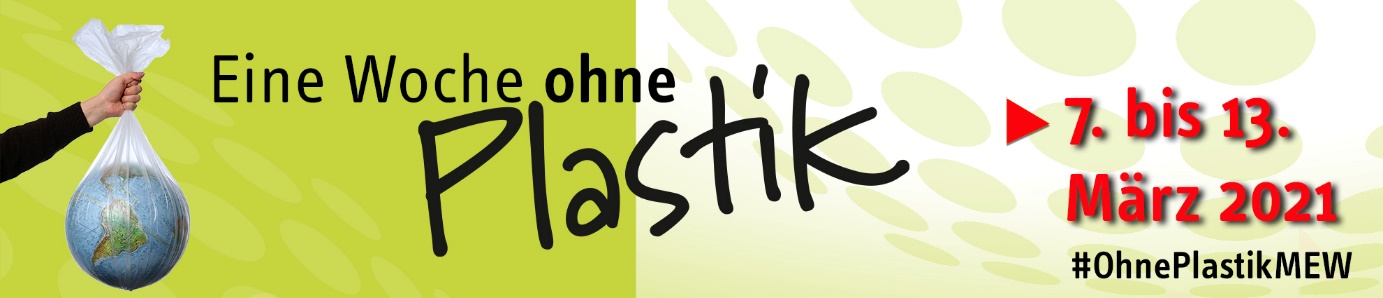 Eine Woche ohne
Plastik
7. bis 13.
März 2021
#OhnePlastikMEW